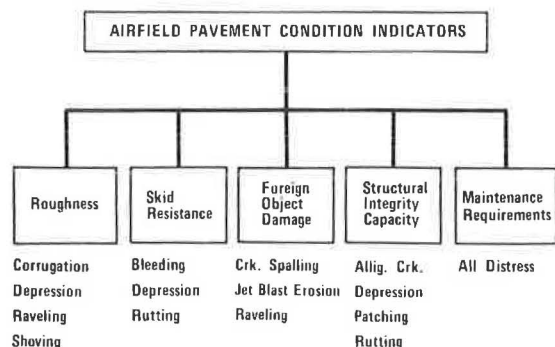 AIRFIELD PAVEMENT CONDITION INDICATORS
Roughness
Corrugation
Depression
Raveling
Shoving
Skid
Resistance
Bleeding
Depression
Rutting
Foreign
Object
Damage
Crk. Spalling
Jet Blast Erosion
Raveling
Structural
Integrity
Capacity
Allig. Crk.
Depression
Patching
Rutting
Maintenance
Requirements
All Distress